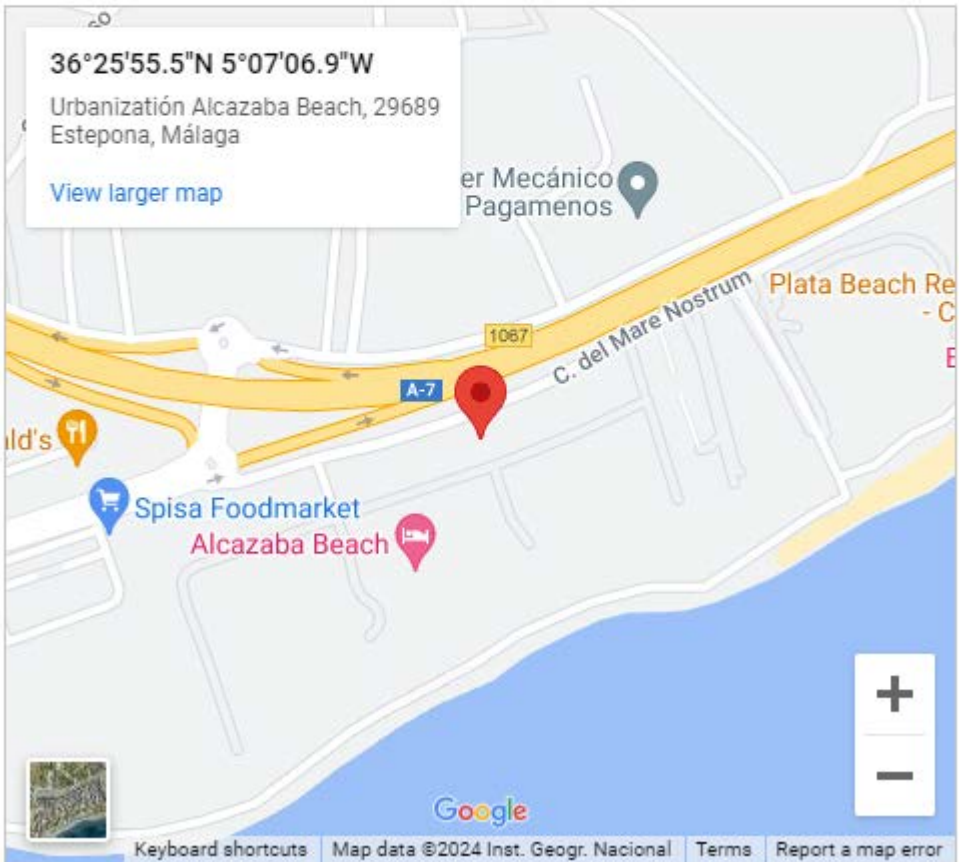 36°25'55.5"N 5°07'06.9"W
Urbanizatión Alcazaba Beach, 29689
Estepona, Málaga
View larger map
er Mecánico
Pagamenos
Plata Beach Re
- C
E
C. del Mare Nostrum
1067
A-7
ald's
Spisa Foodmarket
Alcazaba Beach
+
−
Google
Keyboard shortcuts
Map data ©2024 Inst. Geogr. Nacional
Terms
Report a map error